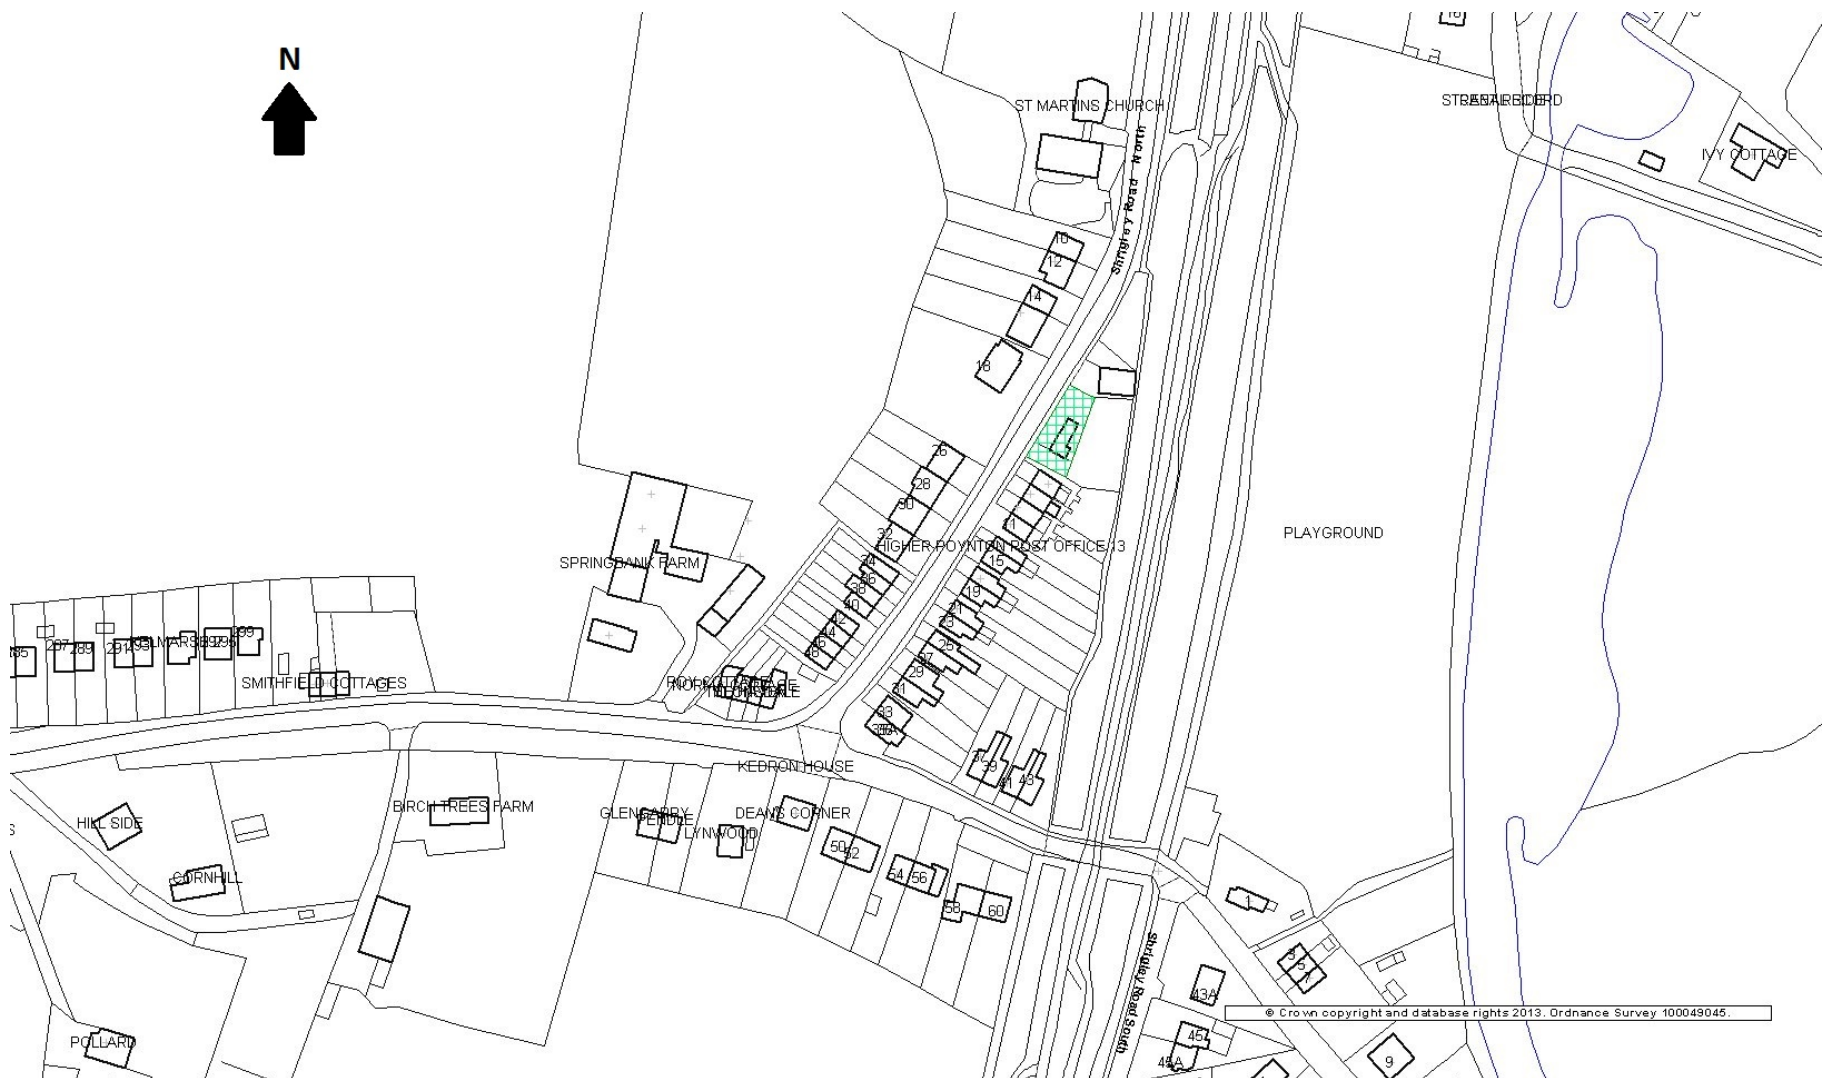 N
16
ST MARTINS CHURCH
IVY COTTAGE
Shrigley Road North
10
12
14
18
26
28
30
32
34
36
38
40
42
44
46
48
11
HIGHER POYNTON POST OFFICE 13
15
19
21
23
25
27
29
31
33
PLAYGROUND
SPRINGBANK FARM
285
287
289
291
293
295
299
SMITHFIELD COTTAGES
KEDRON HOUSE
37
39
41
43
HILL SIDE
BIRCH TREES FARM
GLENGARRY
PENDLE
LYNWOOD
DEANS CORNER
50
52
54
56
58
60
CORNHILL
1
3
5
7
Shrigley Road South
43A
45
45A
9
POLLARD
© Crown copyright and database rights 2013. Ordnance Survey 100049045.